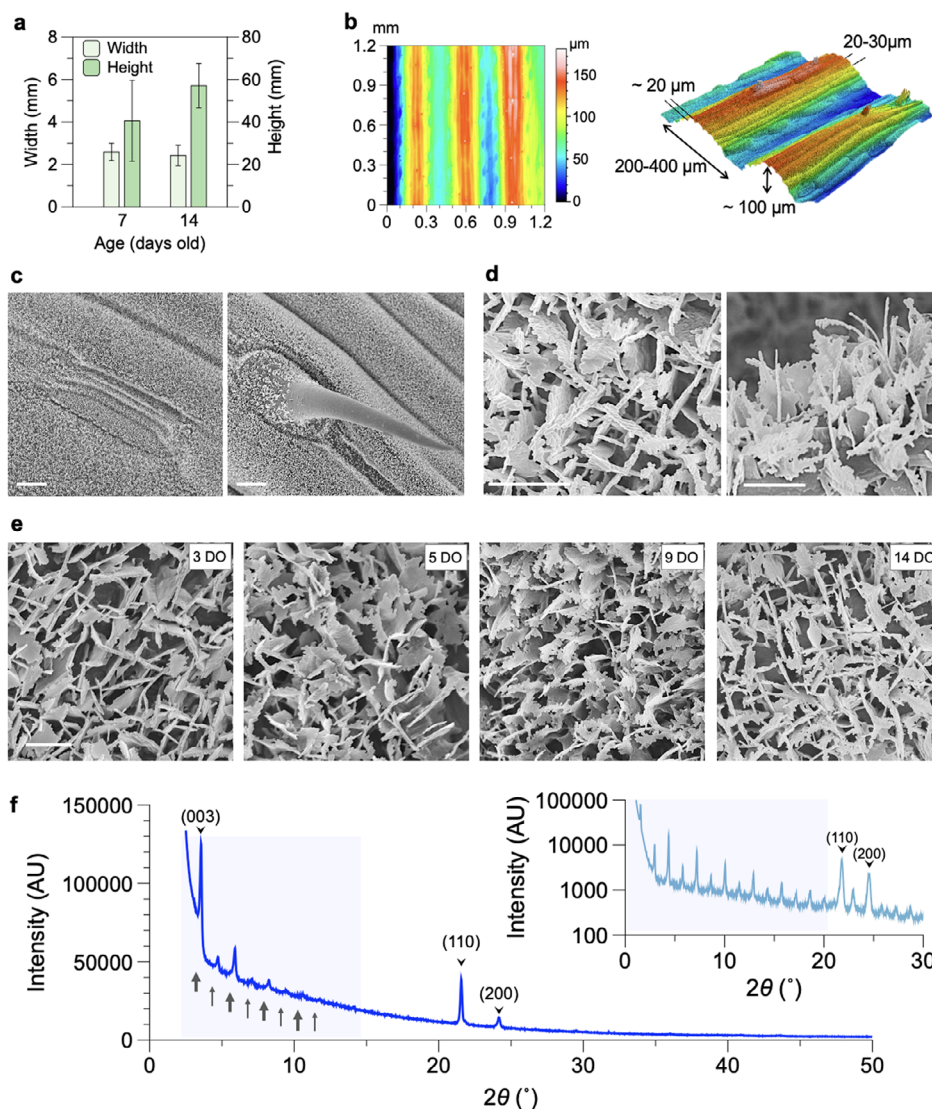 a
8
6
4
2
0
Width (mm)
Width
Height
80
60
40
20
0
Height (mm)
7
14
Age (days old)
b
mm
1.2
0.9
0.6
0.3
0
0
0.3
0.6
0.9
1.2
µm
150
100
50
0
20-30µm
~ 20 µm
200-400 µm
~ 100 µm
c
d
e
3 DO
5 DO
9 DO
14 DO
f
150000
100000
50000
0
Intensity (AU)
(003)
(110)
(200)
0
10
20
30
40
50
2θ (°)
100000
10000
1000
100
Intensity (AU)
(110)
(200)
0
10
20
30
2θ (°)